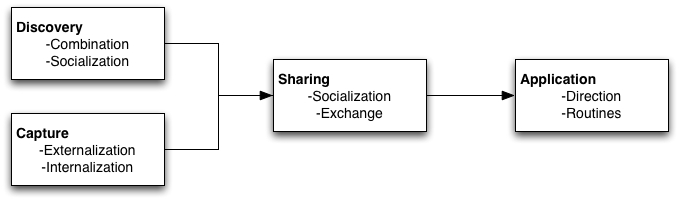 Discovery
-Combination
-Socialization
Capture
-Externalization
-Internalization
Sharing
-Socialization
-Exchange
Application
-Direction
-Routines